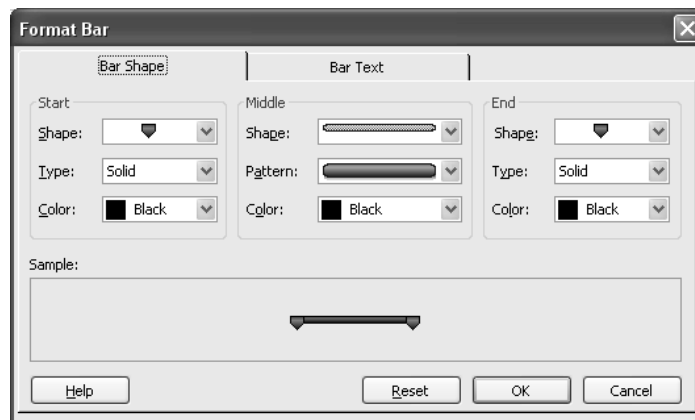 Format Bar
Bar Shape Bar Text
Start Middle End
Shape: Shape: Shape:
Type: Solid Pattern: Type: Solid
Color: Black Color: Black Color: Black
Sample:
Help Reset OK Cancel